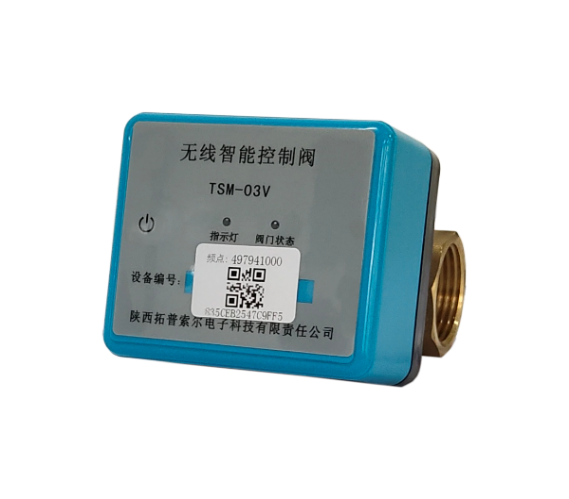 无线智能控制阀
TSM-03V
指示灯 阀门状态
频点: 497941000
设备编号:
835CEB2547C9FF5
陕西拓普索尔电子科技有限责任公司